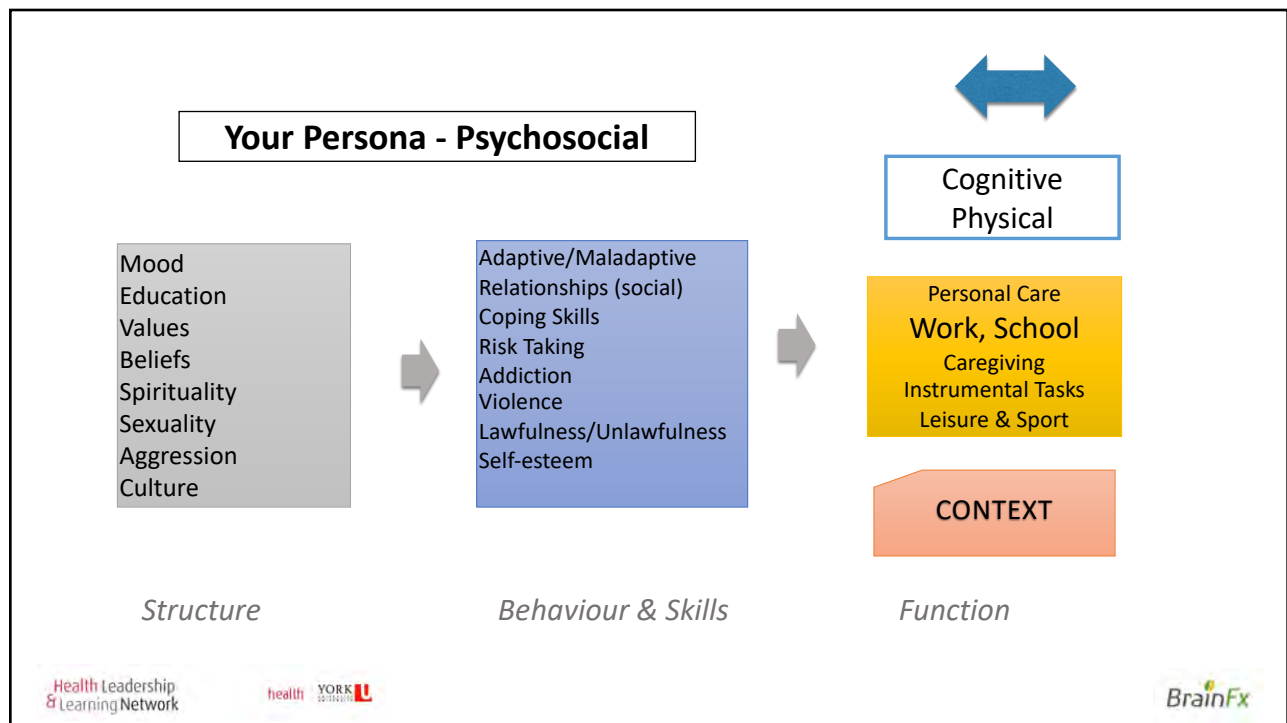 Your Persona - Psychosocial
Cognitive
Physical
Mood
Education
Values
Beliefs
Spirituality
Sexuality
Aggression
Culture
Adaptive/Maladaptive
Relationships (social)
Coping Skills
Risk Taking
Addiction
Violence
Lawfulness/Unlawfulness
Self-esteem
Personal Care
Work, School
Caregiving
Instrumental Tasks
Leisure & Sport
CONTEXT
Structure
Behaviour & Skills
Function
Health Leadership
& Learning Network
health YORK U
BrainFx